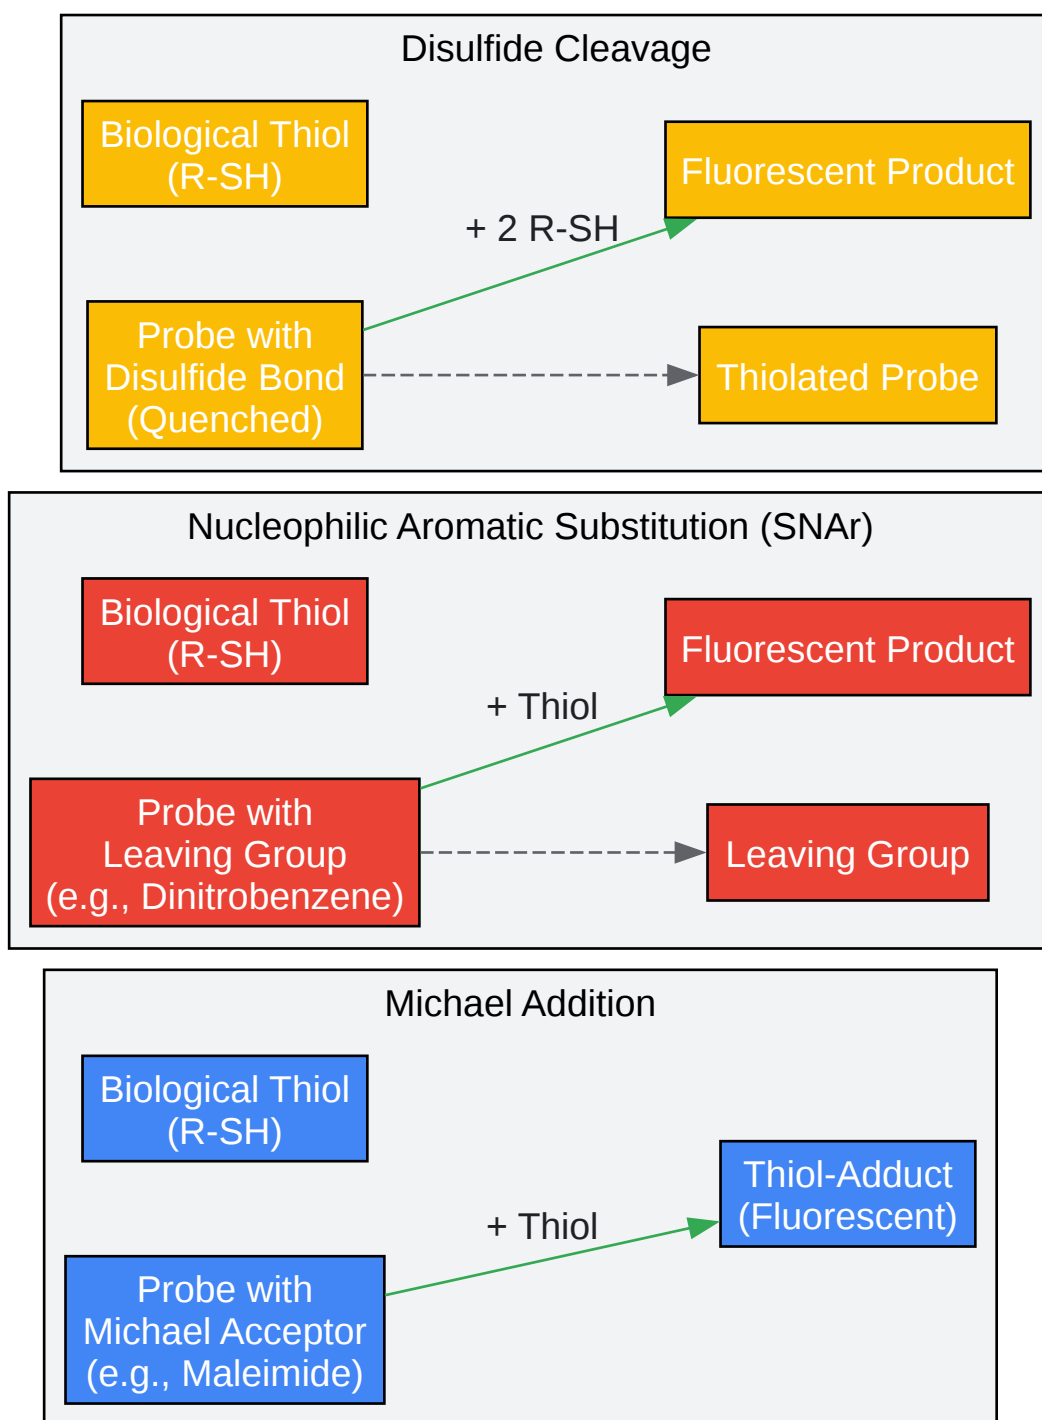 Disulfide Cleavage
Biological Thiol
(R-SH)
Fluorescent Product
+ 2 R-SH
Probe with
Disulfide Bond
(Quenched)
Thiolated Probe
Nucleophilic Aromatic Substitution (SNAr)
Biological Thiol
(R-SH)
Fluorescent Product
+ Thiol
Probe with
Leaving Group
(e.g., Dinitrobenzene)
Leaving Group
Michael Addition
Biological Thiol
(R-SH)
Thiol-Adduct
(Fluorescent)
+ Thiol
Probe with
Michael Acceptor
(e.g., Maleimide)